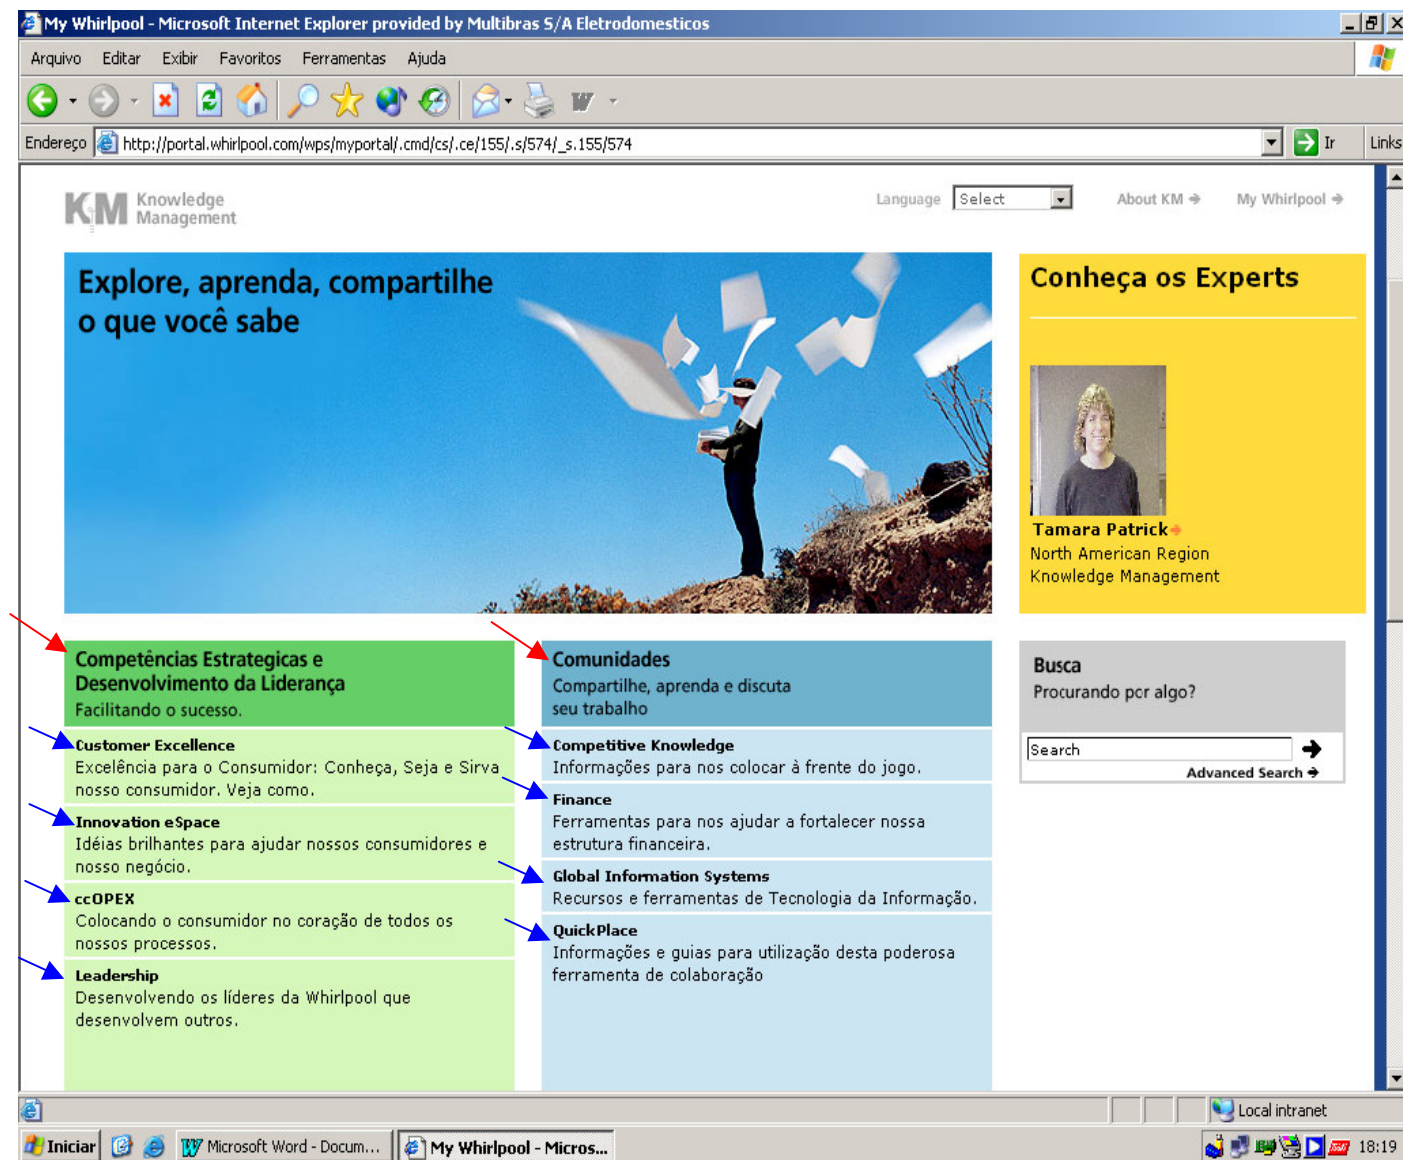 My Whirlpool - Microsoft Internet Explorer provided by Multibras S/A Eletrodomesticos
Arquivo Editar Exibir Favoritos Ferramentas Ajuda
Endereço http://portal.whirlpool.com/wps/myportal/.cmd/cs/.ce/155/.s/574/_s.155/574 Ir Links
KM Knowledge
Management
Language Select About KM My Whirlpool
Explore, aprenda, compartilhe
o que você sabe
Conheça os Experts
Tamara Patrick
North American Region
Knowledge Management
Competências Estrategicas e
Desenvolvimento da Liderança
Facilitando o sucesso.
Customer Excellence
Excelência para o Consumidor: Conheça, Seja e Sirva
nosso consumidor. Veja como.
Innovation eSpace
Idéias brilhantes para ajudar nossos consumidores e
nosso negócio.
ccOPEX
Colocando o consumidor no coração de todos os
nossos processos.
Leadership
Desenvolvendo os líderes da Whirlpool que
desenvolvem outros.
Comunidades
Compartilhe, aprenda e discuta
seu trabalho
Competitive Knowledge
Informações para nos colocar à frente do jogo.
Finance
Ferramentas para nos ajudar a fortalecer nossa
estrutura financeira.
Global Information Systems
Recursos e ferramentas de Tecnologia da Informação.
QuickPlace
Informações e guias para utilização desta poderosa
ferramenta de colaboração
Busca
Procurando por algo?
Search
Advanced Search
Local intranet
Iniciar Microsoft Word - Docum... My Whirlpool - Micros... 18:19